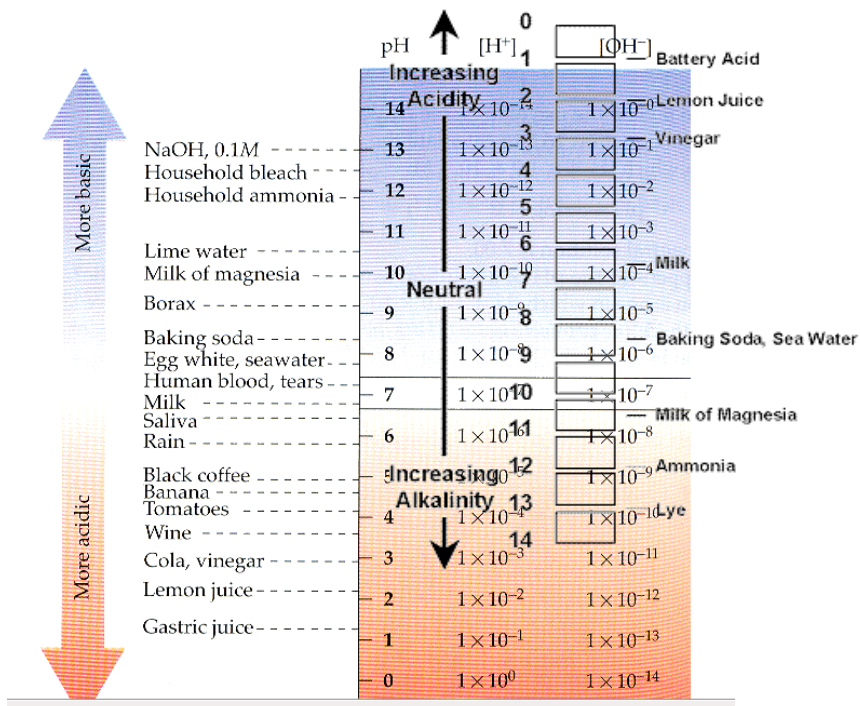 pH [H⁺] [OH⁻]
14 1 × 10⁻¹⁴ 1 × 10⁻⁰
13 1 × 10⁻¹³ 1 × 10⁻¹
12 1 × 10⁻¹² 1 × 10⁻²
11 1 × 10⁻¹¹ 1 × 10⁻³
10 1 × 10⁻¹⁰ 1 × 10⁻⁴
9 1 × 10⁻⁹ 1 × 10⁻⁵
8 1 × 10⁻⁸ 1 × 10⁻⁶
7 1 × 10⁻⁷ 1 × 10⁻⁷
6 1 × 10⁻⁶ 1 × 10⁻⁸
5 1 × 10⁻⁵ 1 × 10⁻⁹
4 1 × 10⁻⁴ 1 × 10⁻¹⁰
3 1 × 10⁻³ 1 × 10⁻¹¹
2 1 × 10⁻² 1 × 10⁻¹²
1 1 × 10⁻¹ 1 × 10⁻¹³
0 1 × 10⁰ 1 × 10⁻¹⁴
More basic
More acidic
NaOH, 0.1M
Household bleach
Household ammonia
Lime water
Milk of magnesia
Borax
Baking soda
Egg white, seawater
Human blood, tears
Milk
Saliva
Rain
Black coffee
Banana
Tomatoes
Wine
Cola, vinegar
Lemon juice
Gastric juice
Increasing
Acidity
Neutral
Increasing
Alkalinity
0
1
2
3
4
5
6
7
8
9
10
11
12
13
14
Battery Acid
Lemon Juice
Vinegar
Milk
Baking Soda, Sea Water
Milk of Magnesia
Ammonia
Lye